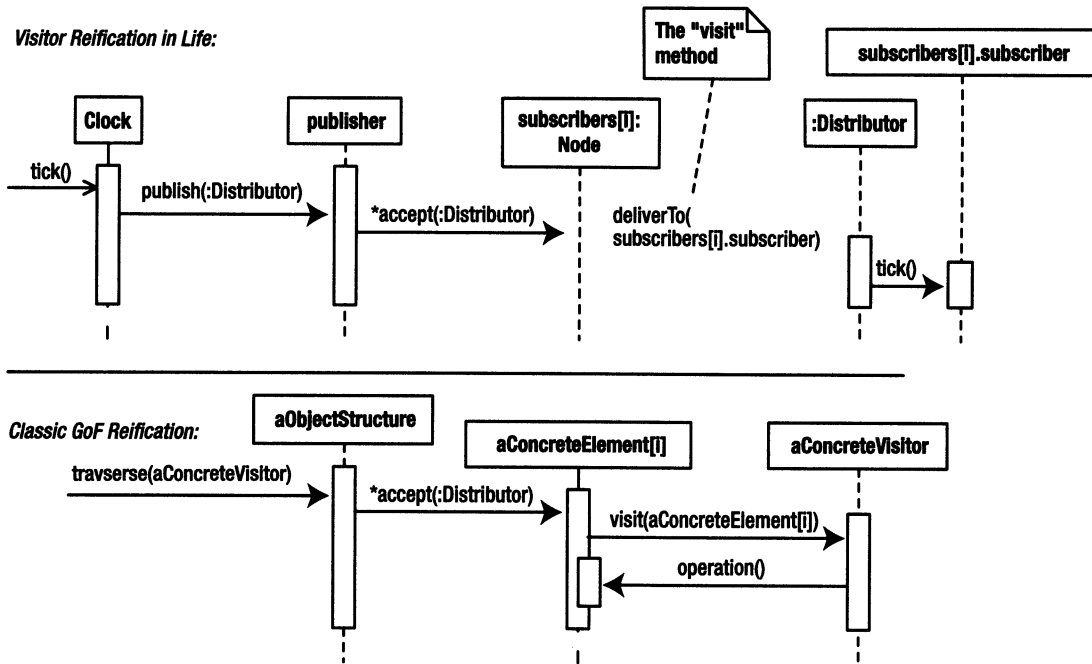 Visitor Reification in Life:
The "visit"
method
subscribers[i].subscriber
Clock
publisher
subscribers[i]:
Node
:Distributor
tick()
publish(:Distributor)
*accept(:Distributor)
deliverTo(
subscribers[i].subscriber)
tick()
Classic GoF Reification:
aObjectStructure
aConcreteElement[i]
aConcreteVisitor
travserse(aConcreteVisitor)
*accept(:Distributor)
visit(aConcreteElement[i])
operation()